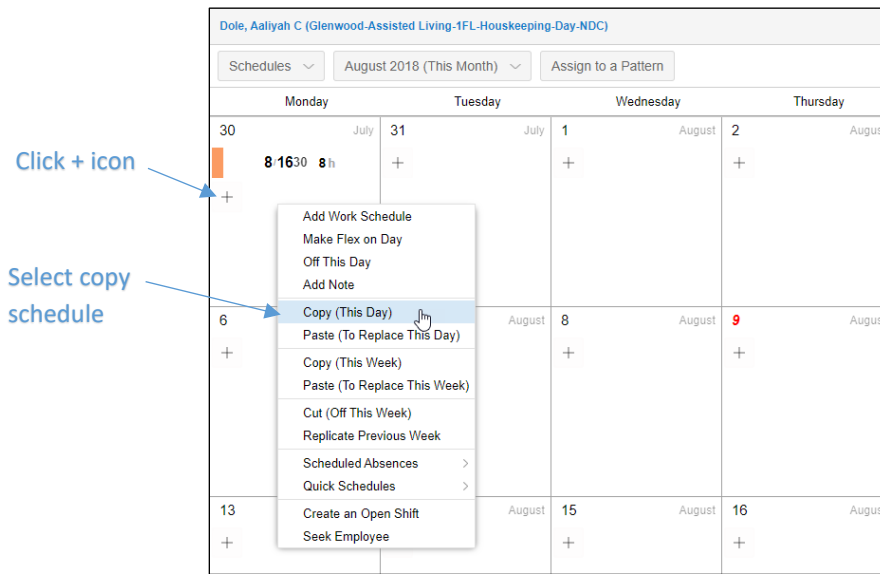 Dole, Aaliyah C (Glenwood-Assisted Living-1FL-Houskeeping-Day-NDC)
Schedules August 2018 (This Month) Assign to a Pattern
Monday Tuesday Wednesday Thursday
30 July 31 July 1 August 2 Augus
8/1630 8h
Click + icon
+ + + +
Add Work Schedule
Make Flex on Day
Off This Day
Add Note
Select copy
schedule
Copy (This Day)
Paste (To Replace This Day)
Copy (This Week)
Paste (To Replace This Week)
Cut (Off This Week)
Replicate Previous Week
Scheduled Absences >
Quick Schedules >
Create an Open Shift
Seek Employee
6 August 8 August 9 Augus
+ + +
13 August 15 August 16 Augus
+ + +